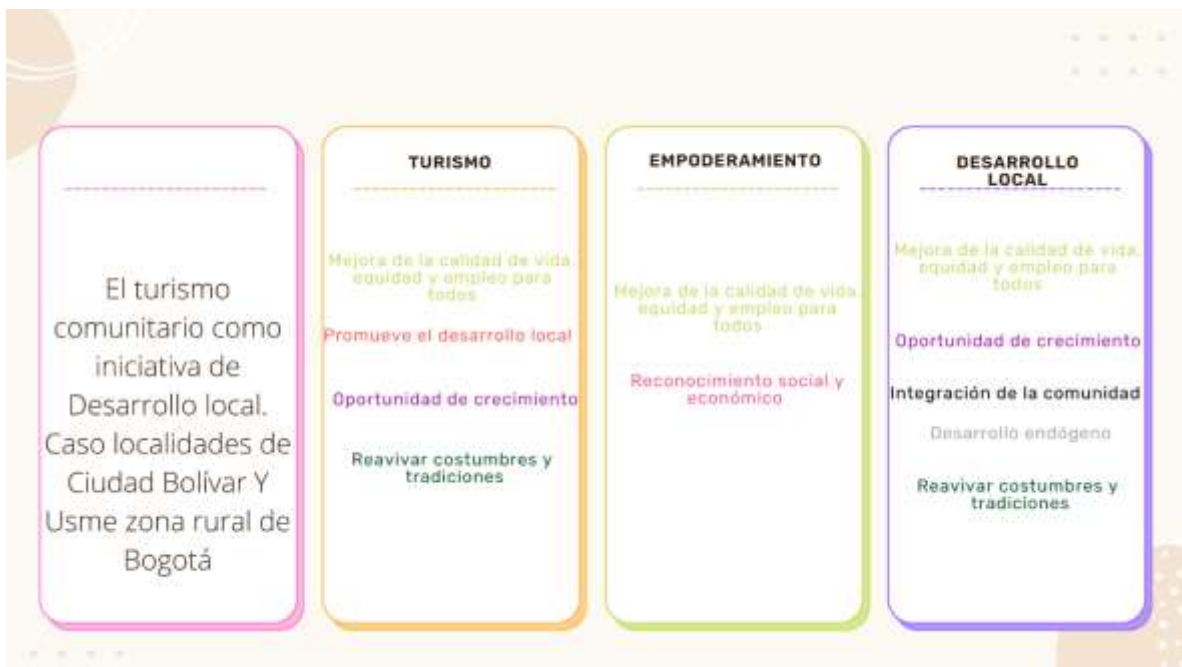 El turismo
comunitario como
iniciativa de
Desarrollo local.
Caso localidades de
Ciudad Bolívar Y
Usme zona rural de
Bogotá
TURISMO
Mejora de la calidad de vida,
equidad y empleo para
todos
Promueve el desarrollo local
Oportunidad de crecimiento
Reavivar costumbres y
tradiciones
EMPODERAMIENTO
Mejora de la calidad de vida,
equidad y empleo para
todos
Reconocimiento social y
económico
DESARROLLO
LOCAL
Mejora de la calidad de vida,
equidad y empleo para
todos
Oportunidad de crecimiento
Integración de la comunidad
Desarrollo endógeno
Reavivar costumbres y
tradiciones